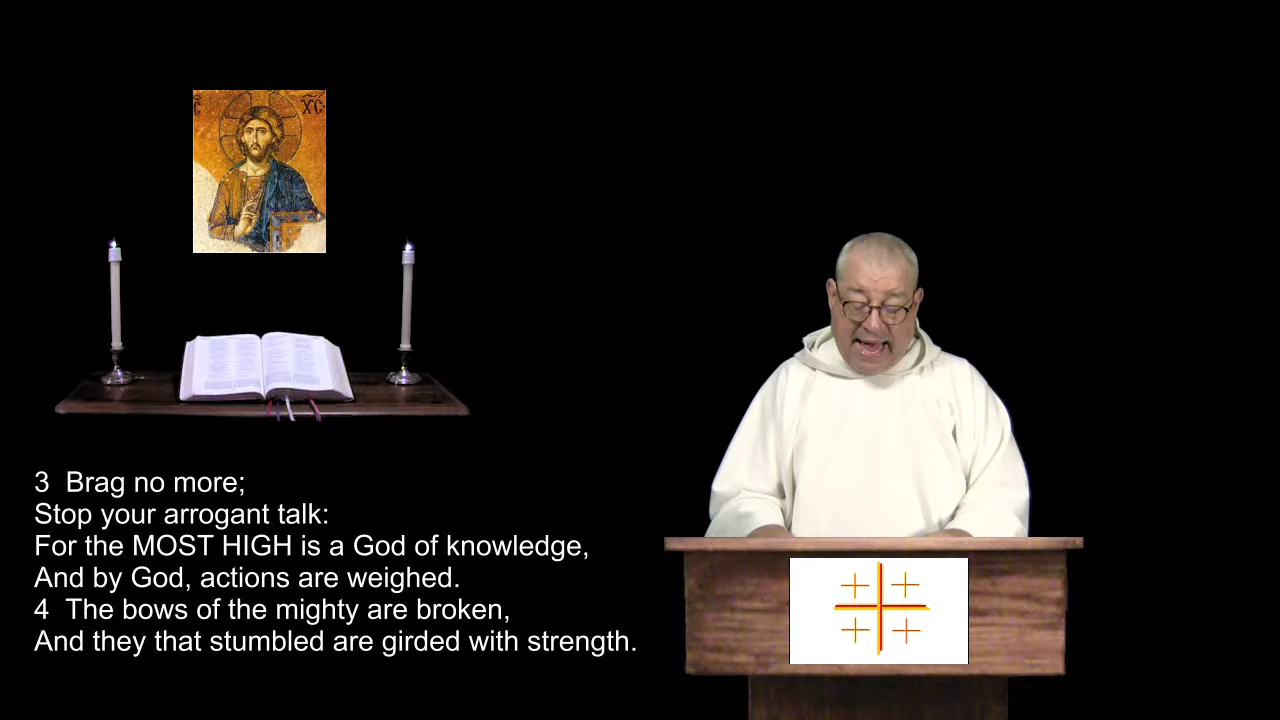 XC
3 Brag no more;
Stop your arrogant talk:
For the MOST HIGH is a God of knowledge,
And by God, actions are weighed.
4 The bows of the mighty are broken,
And they that stumbled are girded with strength.